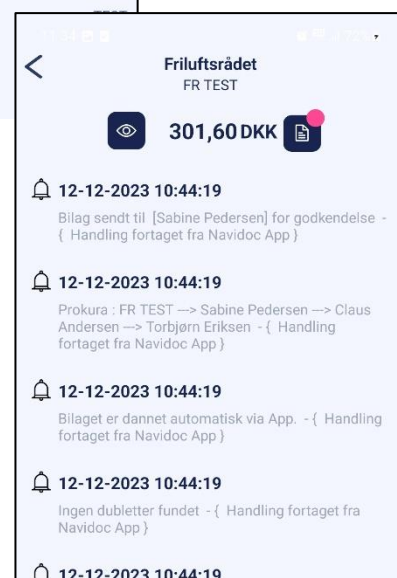 Friluftsrådet
FR TEST
301,60 DKK
12-12-2023 10:44:19
Bilag sendt til [Sabine Pedersen] for godkendelse -
{ Handling fortaget fra Navidoc App }
12-12-2023 10:44:19
Prokura : FR TEST ---> Sabine Pedersen ---> Claus
Andersen ---> Torbjørn Eriksen - { Handling
fortaget fra Navidoc App }
12-12-2023 10:44:19
Bilaget er dannet automatisk via App. - { Handling
fortaget fra Navidoc App }
12-12-2023 10:44:19
Ingen dubletter fundet - { Handling fortaget fra
Navidoc App }
12-12-2023 10:44:19